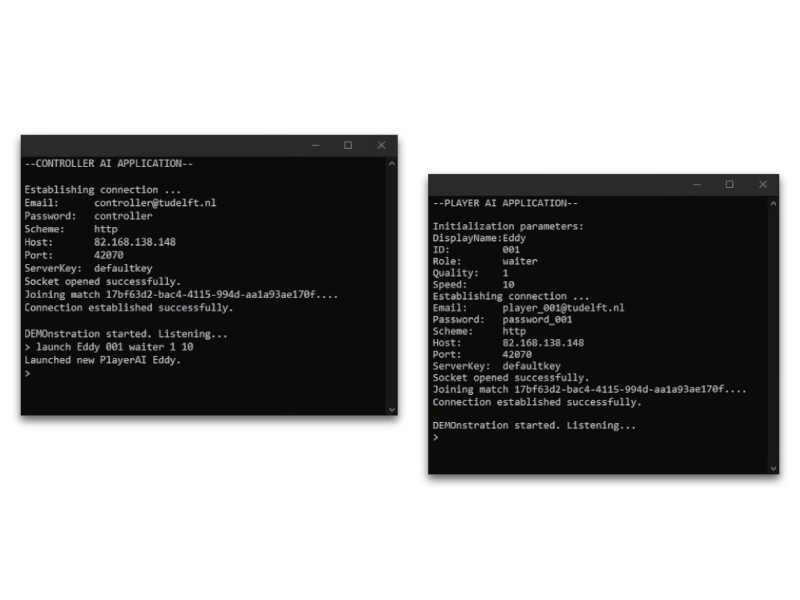 --CONTROLLER AI APPLICATION--
Establishing connection ...
Email: controller@tudelft.nl
Password: controller
Scheme: http
Host: 82.168.138.148
Port: 42070
ServerKey: defaultkey
Socket opened successfully.
Joining match 17bf63d2-bac4-4115-994d-aa1a93ae170f....
Connection established successfully.
DEMOnstration started. Listening...
> launch Eddy 001 waiter 1 10
Launched new PlayerAI Eddy.
>
--PLAYER AI APPLICATION--
Initialization parameters:
DisplayName:Eddy
ID: 001
Role: waiter
Quality: 1
Speed: 10
Establishing connection ...
Email: player_001@tudelft.nl
Password: password_001
Scheme: http
Host: 82.168.138.148
Port: 42070
ServerKey: defaultkey
Socket opened successfully.
Joining match 17bf63d2-bac4-4115-994d-aa1a93ae170f....
Connection established successfully.
DEMOnstration started. Listening...
>